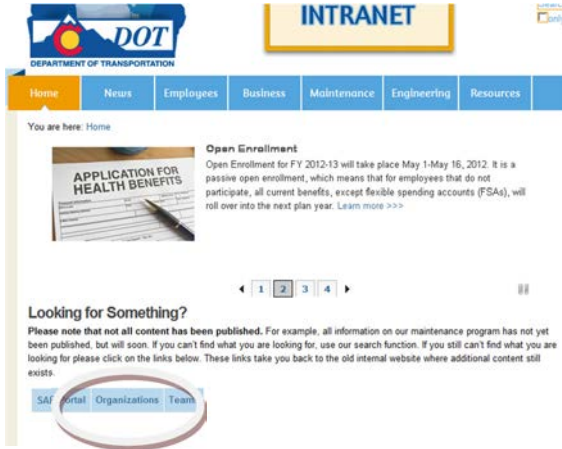 DOT
DEPARTMENT OF TRANSPORTATION
INTRANET
only
Home News Employees Business Maintenance Engineering Resources
You are here: Home
APPLICATION FOR
HEALTH BENEFITS
Open Enrollment
Open Enrollment for FY 2012-13 will take place May 1-May 16, 2012. It is a
passive open enrollment, which means that for employees that do not
participate, all current benefits, except flexible spending accounts (FSAs), will
roll over into the next plan year. Learn more >>>
1 2 3 4
Looking for Something?
Please note that not all content has been published. For example, all information on our maintenance program has not yet
been published, but will soon. If you can't find what you are looking for, use our search function. If you still can't find what you are
looking for please click on the links below. These links take you back to the old internal website where additional content still
exists.
Organizations